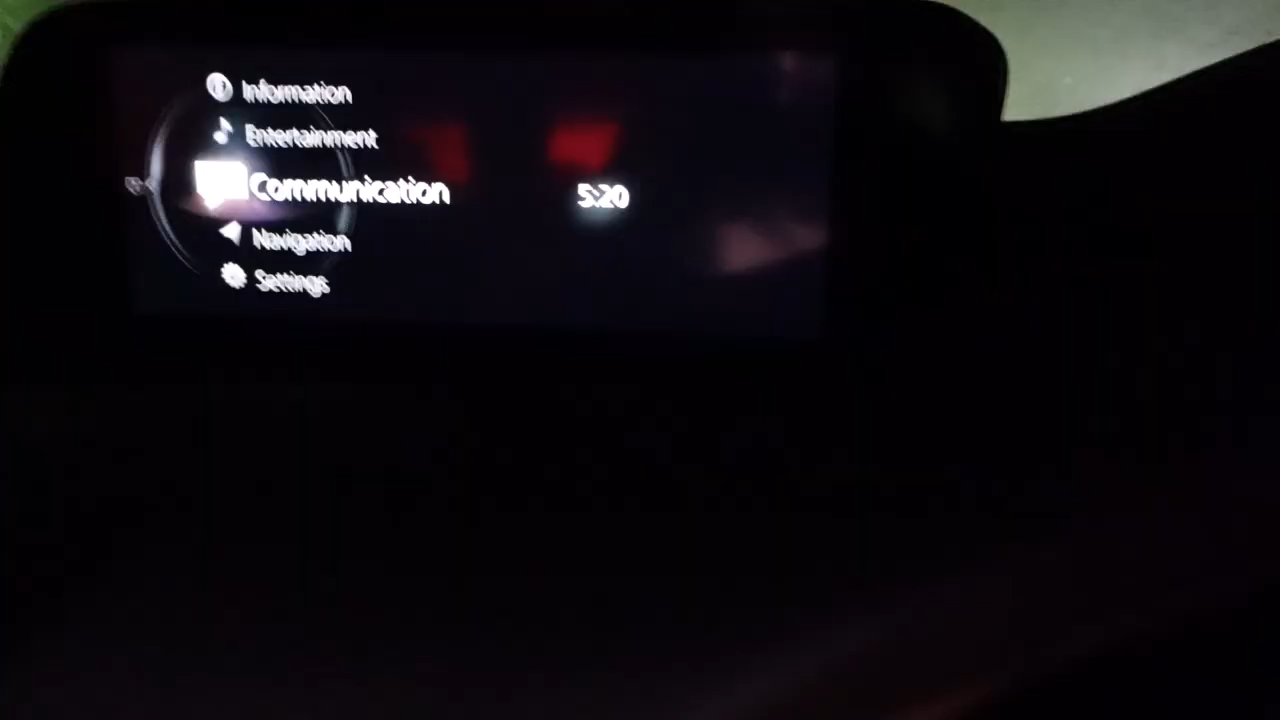 Information
Entertainment
Communication
5:20
Navigation
Settings